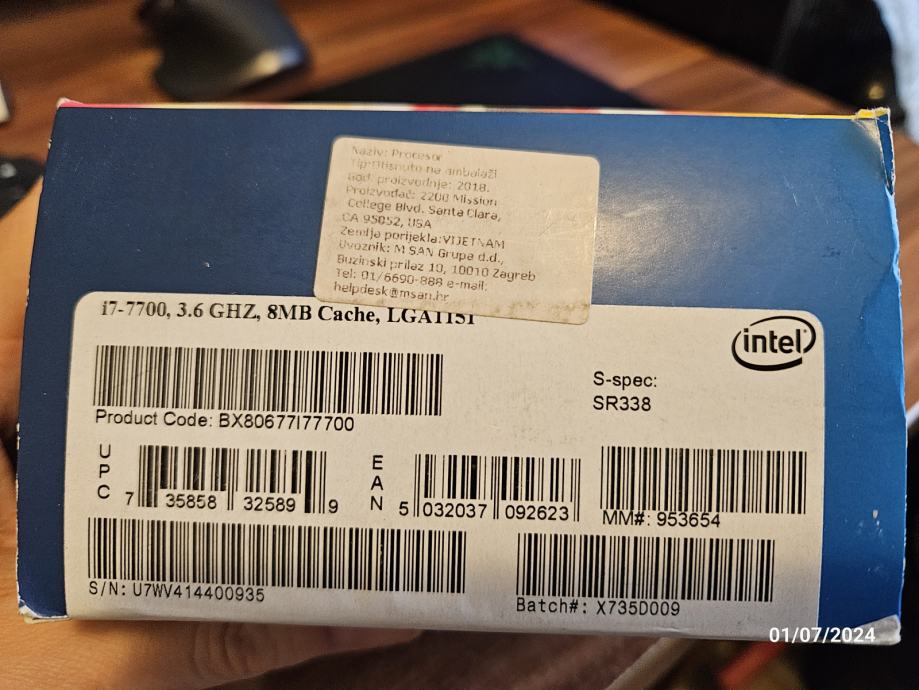 Naziv: Procesor
Tip:Otisnuto na ambalaži
God. proizvodnje: 2018.
Proizvođač: 2200 Mission
College Blvd. Santa Clara,
CA 95052, USA
Zemlja porijekla:VIJETNAM
Uvoznik: M SAN Grupa d.d.,
Buzinski prilaz 10, 10010 Zagreb
Tel: 01/6690-888 e-mail:
helpdesk@msan.hr
i7-7700, 3.6 GHZ, 8MB Cache, LGA1151
intel
S-spec:
SR338
Product Code: BX80677I77700
UPC
7 35858 32589 9
EAN
5 032037 092623
MM#: 953654
S/N: U7WV414400935
Batch#: X735D009
01/07/2024